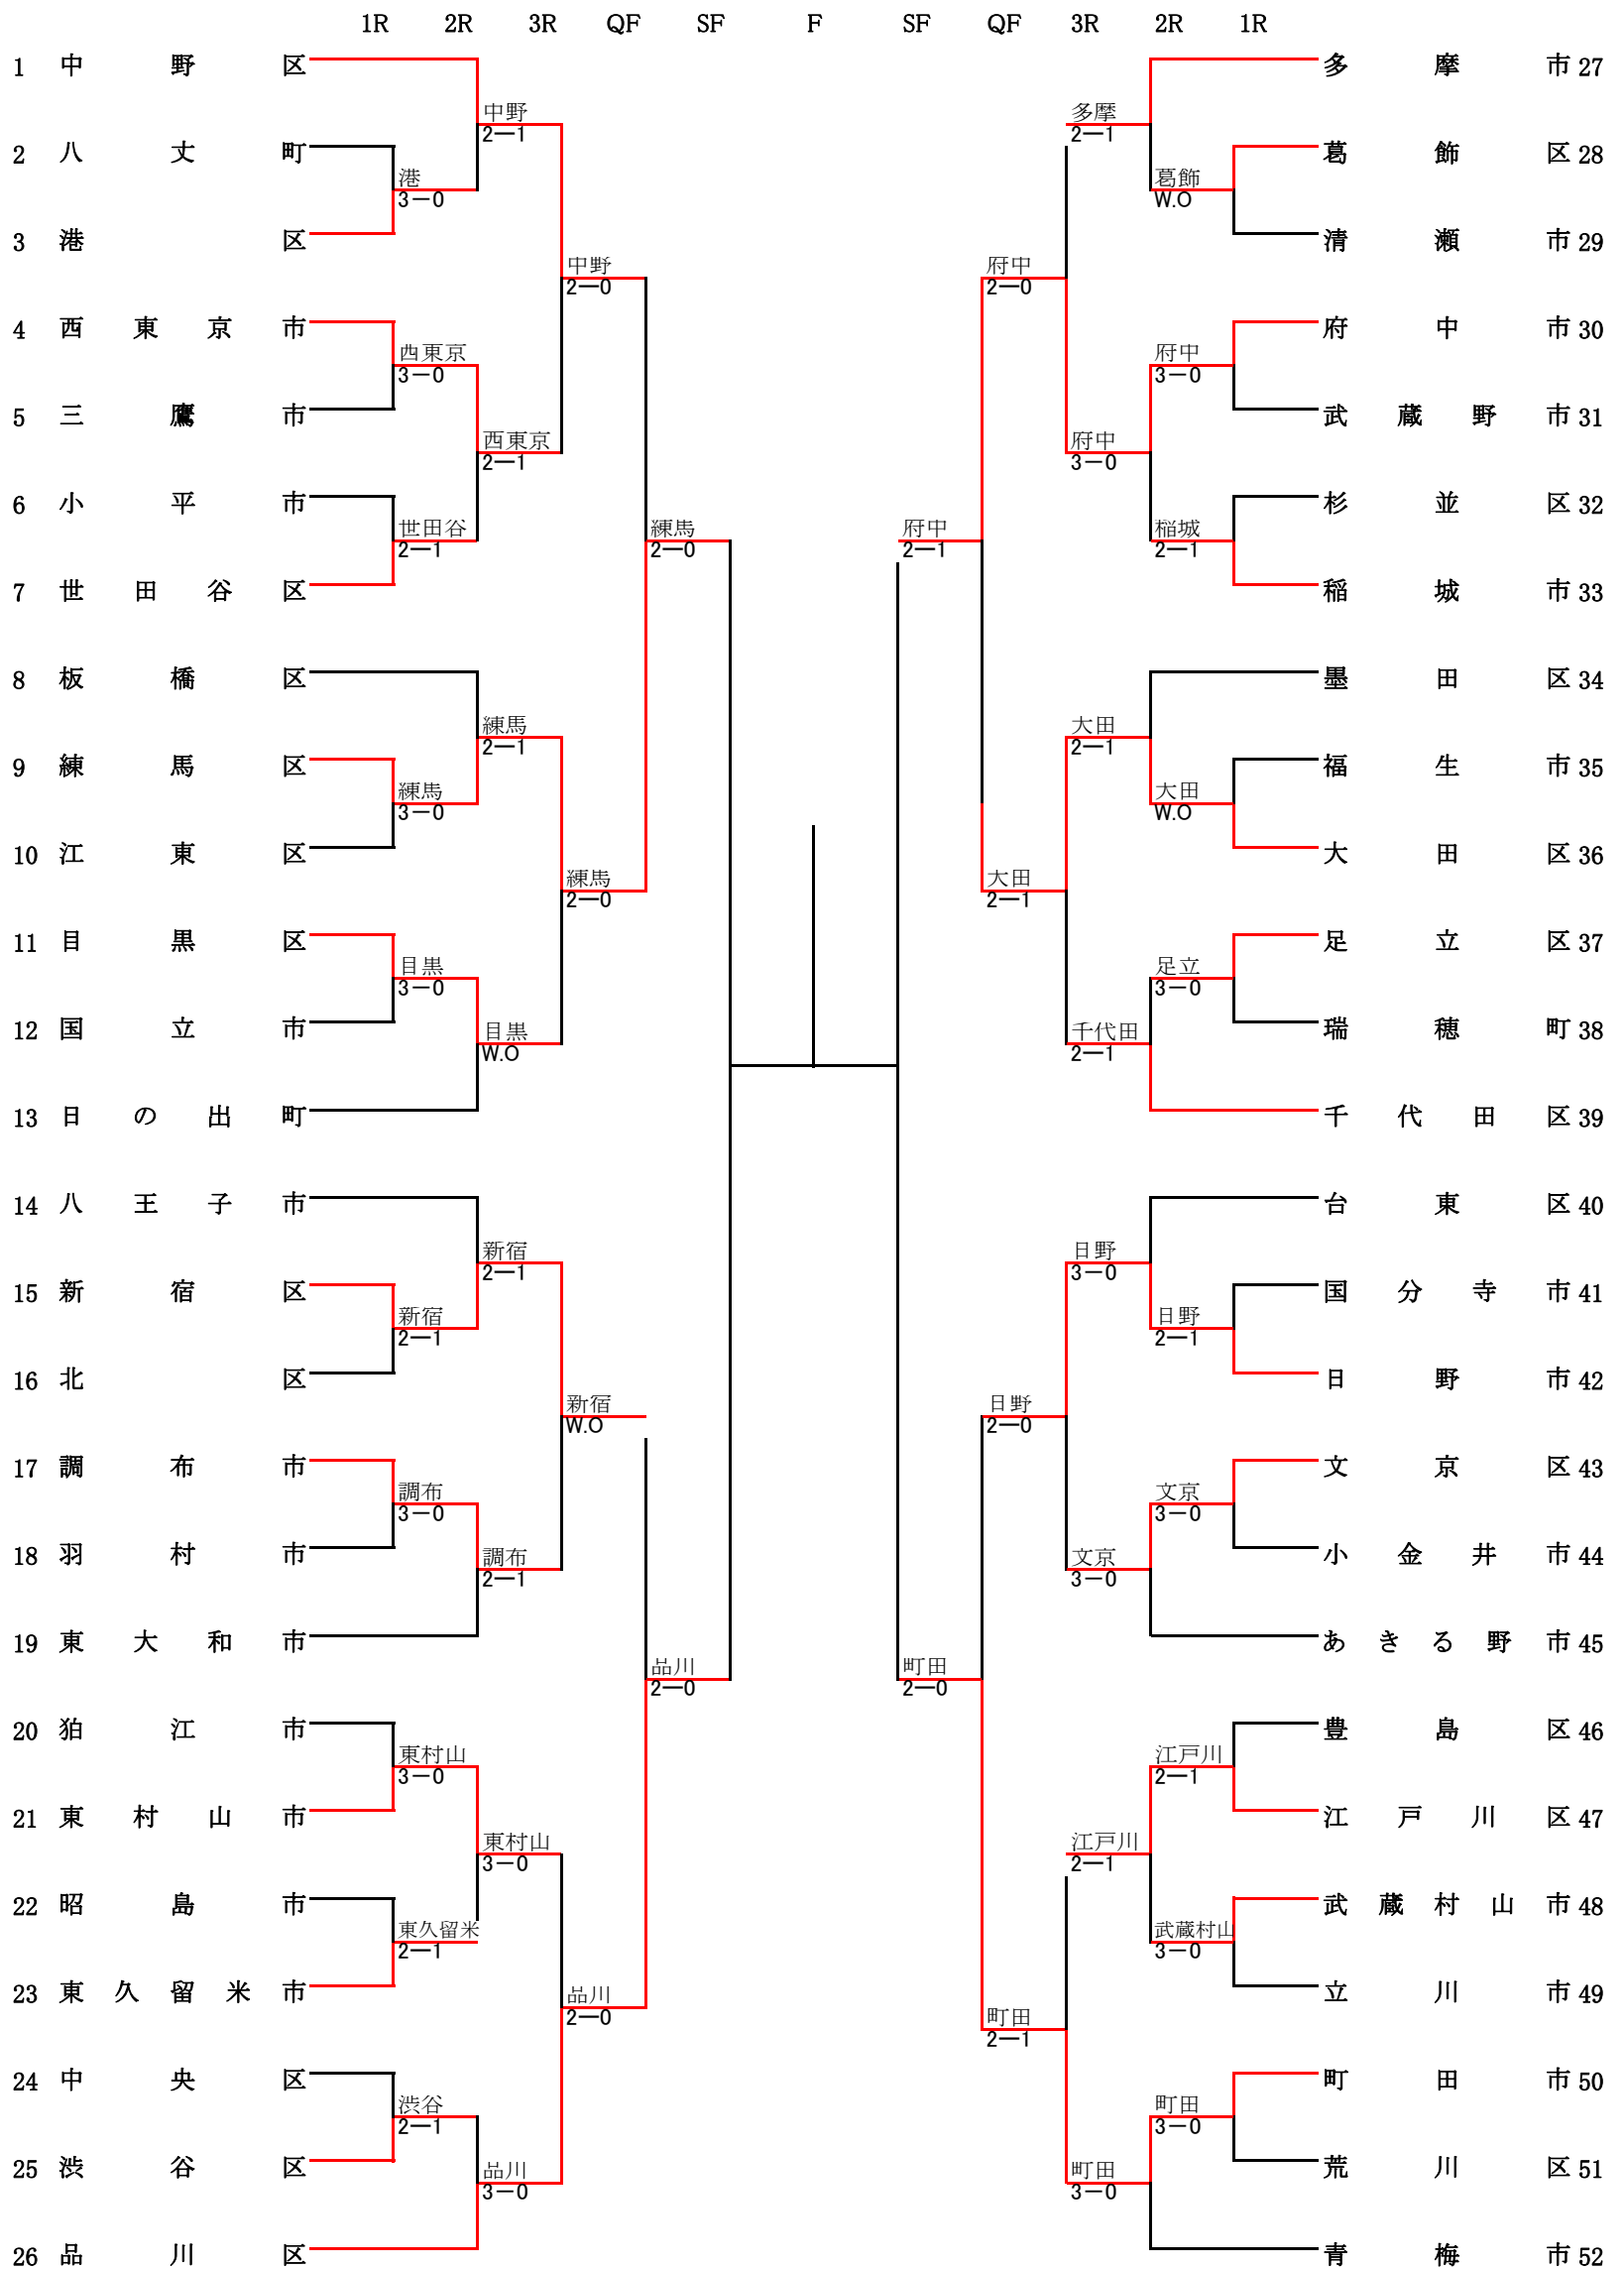 1R 2R 3R QF SF F SF QF 3R 2R 1R
1 中野区 多摩市 27
中野 多摩
2－1 2－1
2 八丈町 葛飾区 28
港 葛飾
3－0 W.O
3 港区 清瀬市 29
中野 府中
2－0 2－0
4 西東京市 府中市 30
西東京 府中
3－0 3－0
5 三鷹市 武蔵野市 31
西東京 府中
2－1 3－0
6 小平市 杉並区 32
世田谷 練馬 府中 稲城
2－1 2－0 2－1 2－1
7 世田谷区 稲城市 33
8 板橋区 墨田区 34
練馬 大田
2－1 2－1
9 練馬区 福生市 35
練馬 大田
3－0 W.O
10 江東区 大田区 36
練馬 大田
2－0 2－1
11 目黒区 足立区 37
目黒 足立
3－0 3－0
12 国立市 瑞穂町 38
目黒 千代田
W.O 2－1
13 日の出町 千代田区 39
14 八王子市 台東区 40
新宿 日野
2－1 3－0
15 新宿区 国分寺市 41
新宿 日野
2－1 2－1
16 北区 日野市 42
新宿 日野
W.O 2－0
17 調布市 文京区 43
調布 文京
3－0 3－0
18 羽村市 小金井市 44
調布 文京
2－1 3－0
19 東大和市 あきる野市 45
品川 町田
2－0 2－0
20 狛江市 豊島区 46
東村山 江戸川
3－0 2－1
21 東村山市 江戸川区 47
東村山 江戸川
3－0 2－1
22 昭島市 武蔵村山市 48
東久留米 武蔵村山
2－1 3－0
23 東久留米市 立川市 49
品川 町田
2－0 2－1
24 中央区 町田市 50
渋谷 町田
2－1 3－0
25 渋谷区 荒川区 51
品川 町田
3－0 3－0
26 品川区 青梅市 52